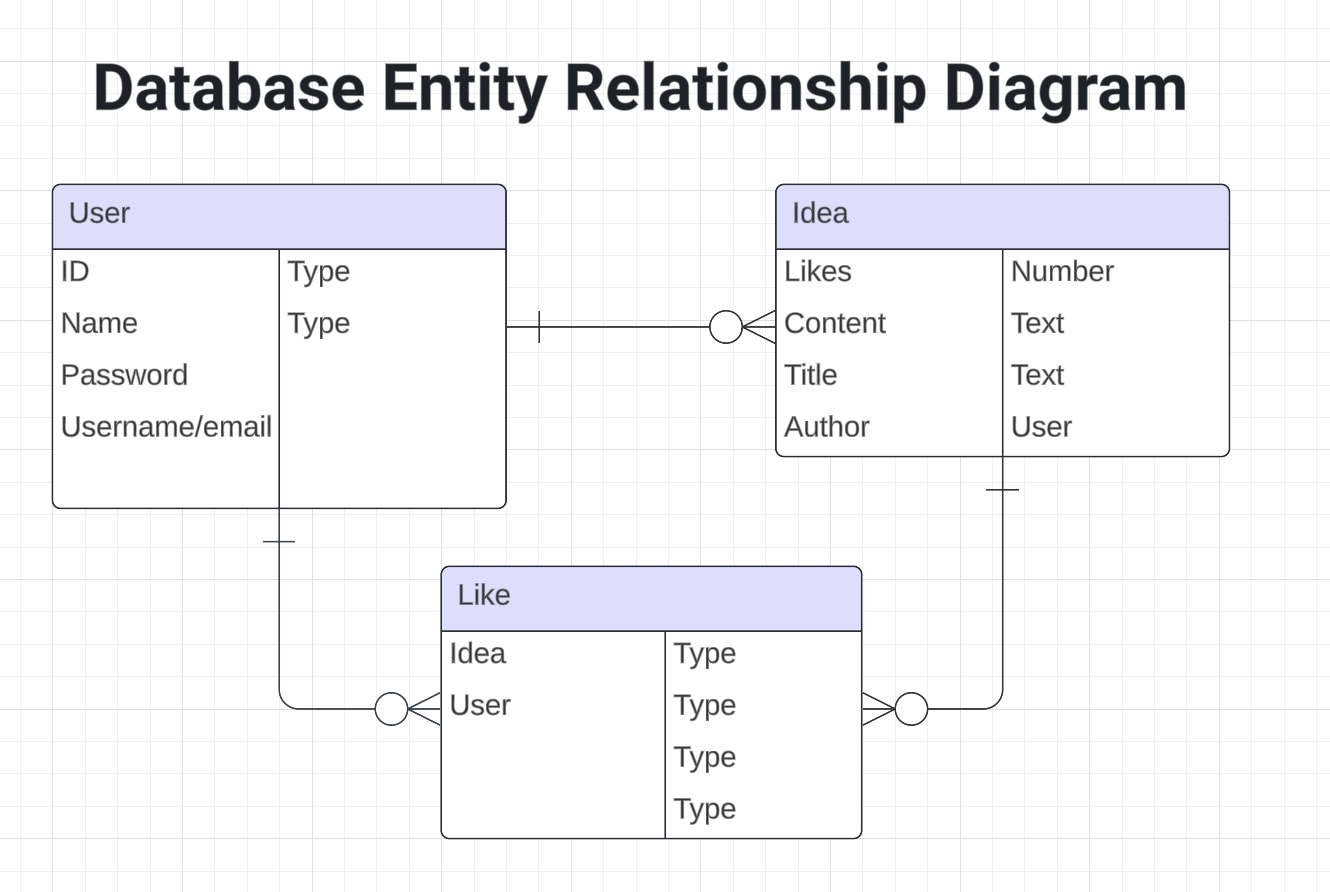 Database Entity Relationship Diagram
User
ID Type
Name Type
Password
Username/email
Idea
Likes Number
Content Text
Title Text
Author User
Like
Idea Type
User Type
Type
Type